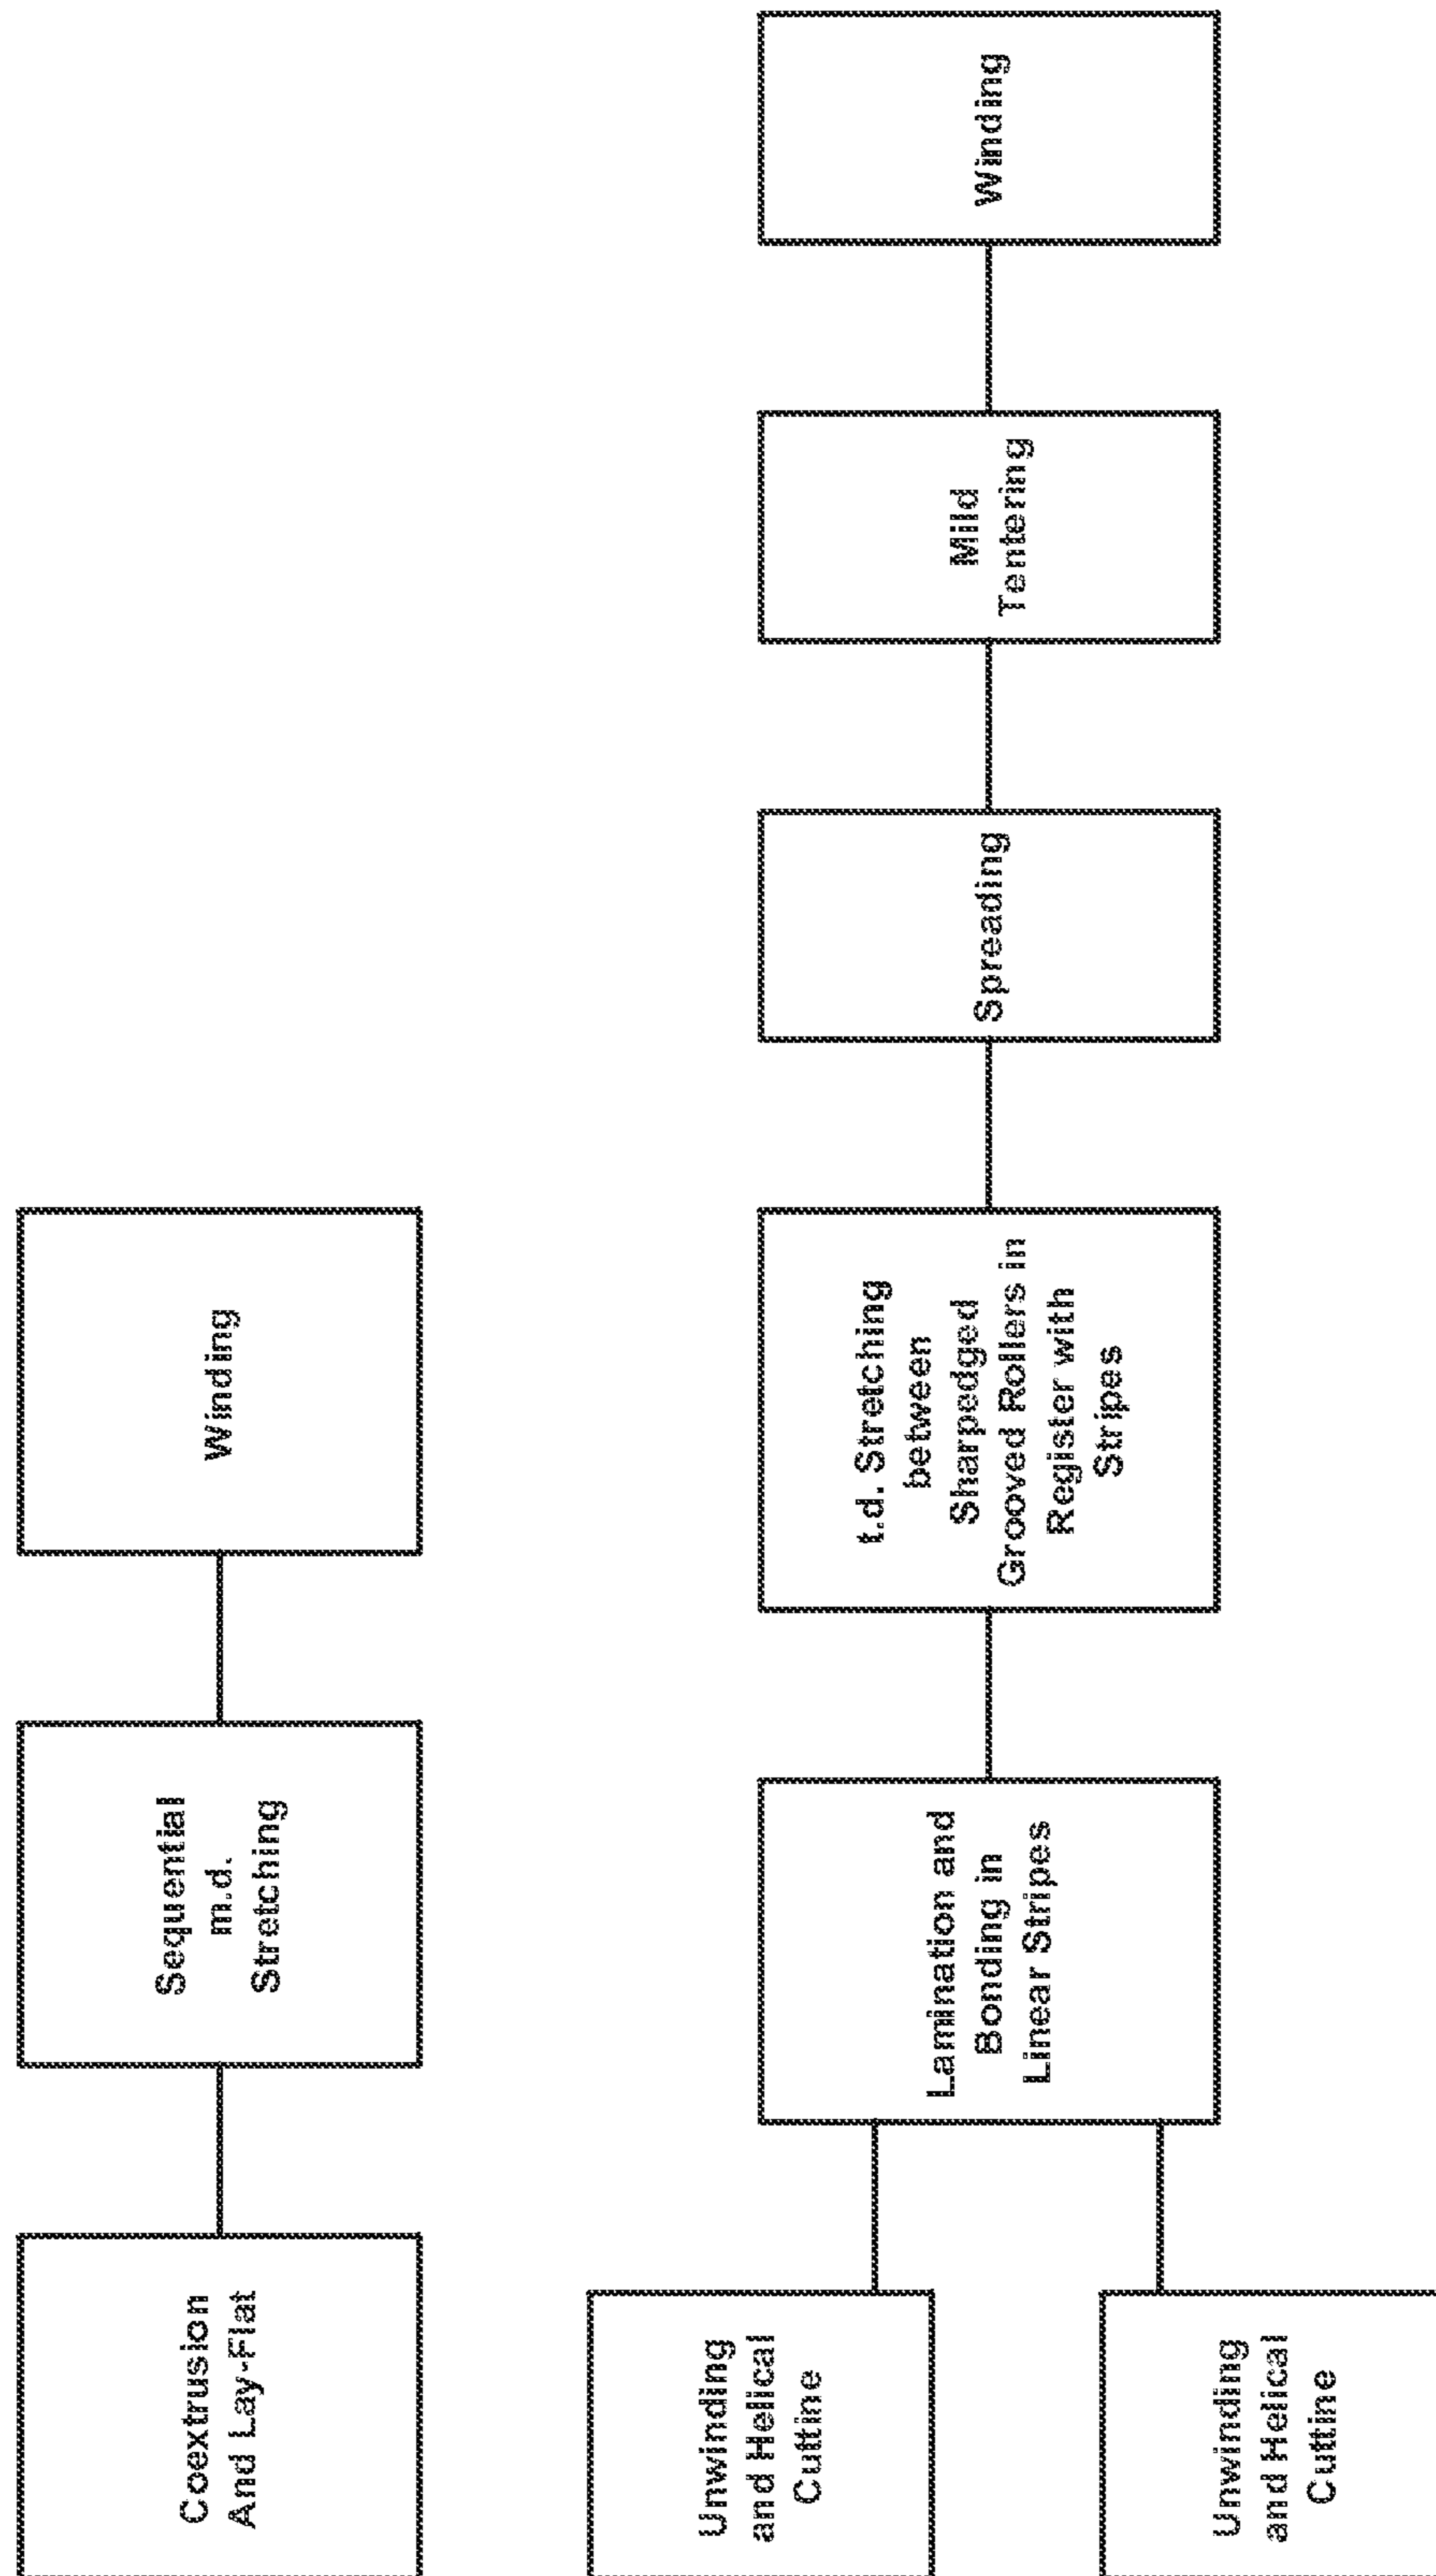 Coextrusion
And Lay-Flat
Sequential
m.d.
Stretching
Winding
Unwinding
and Helical
Cuttine
Unwinding
and Helical
Cuttine
Lamination and
Bonding in
Linear Stripes
t.d. Stretching
between
Sharpedged
Grooved Rollers in
Register with
Stripes
Spreading
Mild
Tentering
Winding